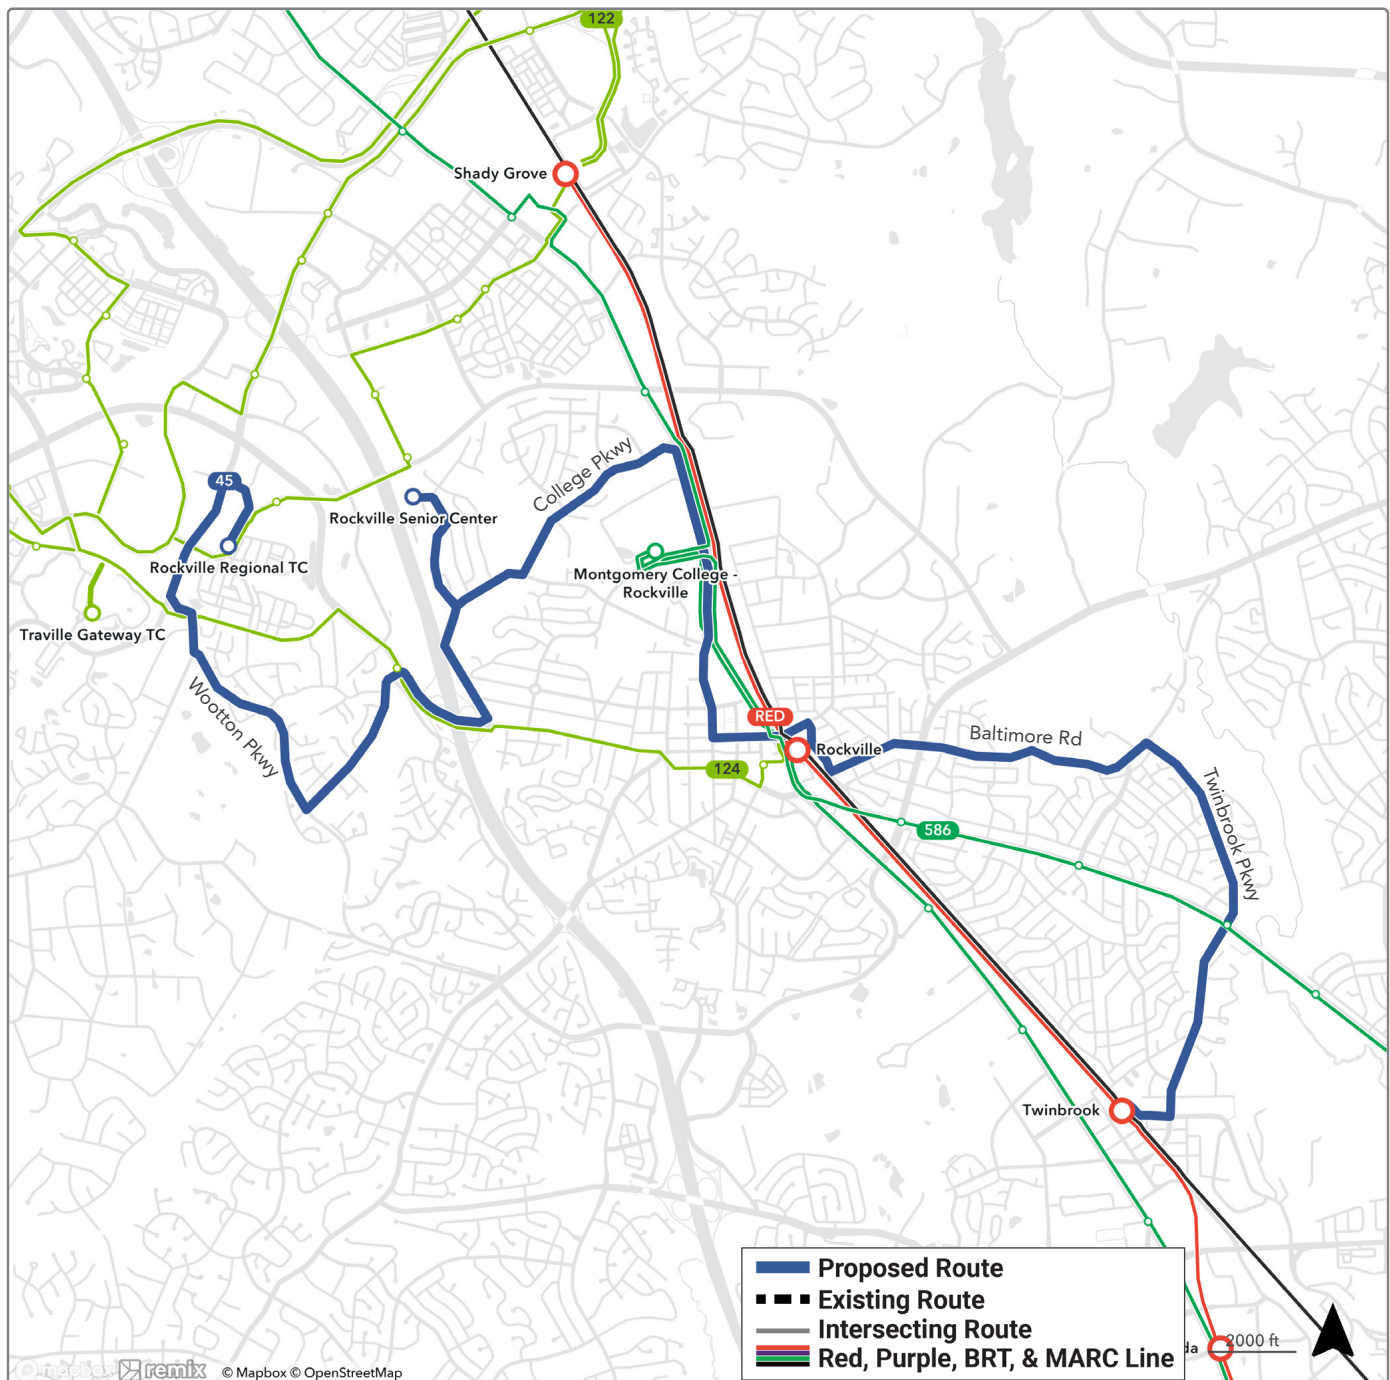 122
Shady Grove
College Pkwy
45
Rockville Senior Center
Rockville Regional TC
Montgomery College -
Rockville
Traville Gateway TC
Wootton Pkwy
RED
Rockville
Baltimore Rd
124
Twinbrook Pkwy
586
Twinbrook
Proposed Route
Existing Route
Intersecting Route
Red, Purple, BRT, & MARC Line
da
2000 ft
mapbox remix © Mapbox © OpenStreetMap